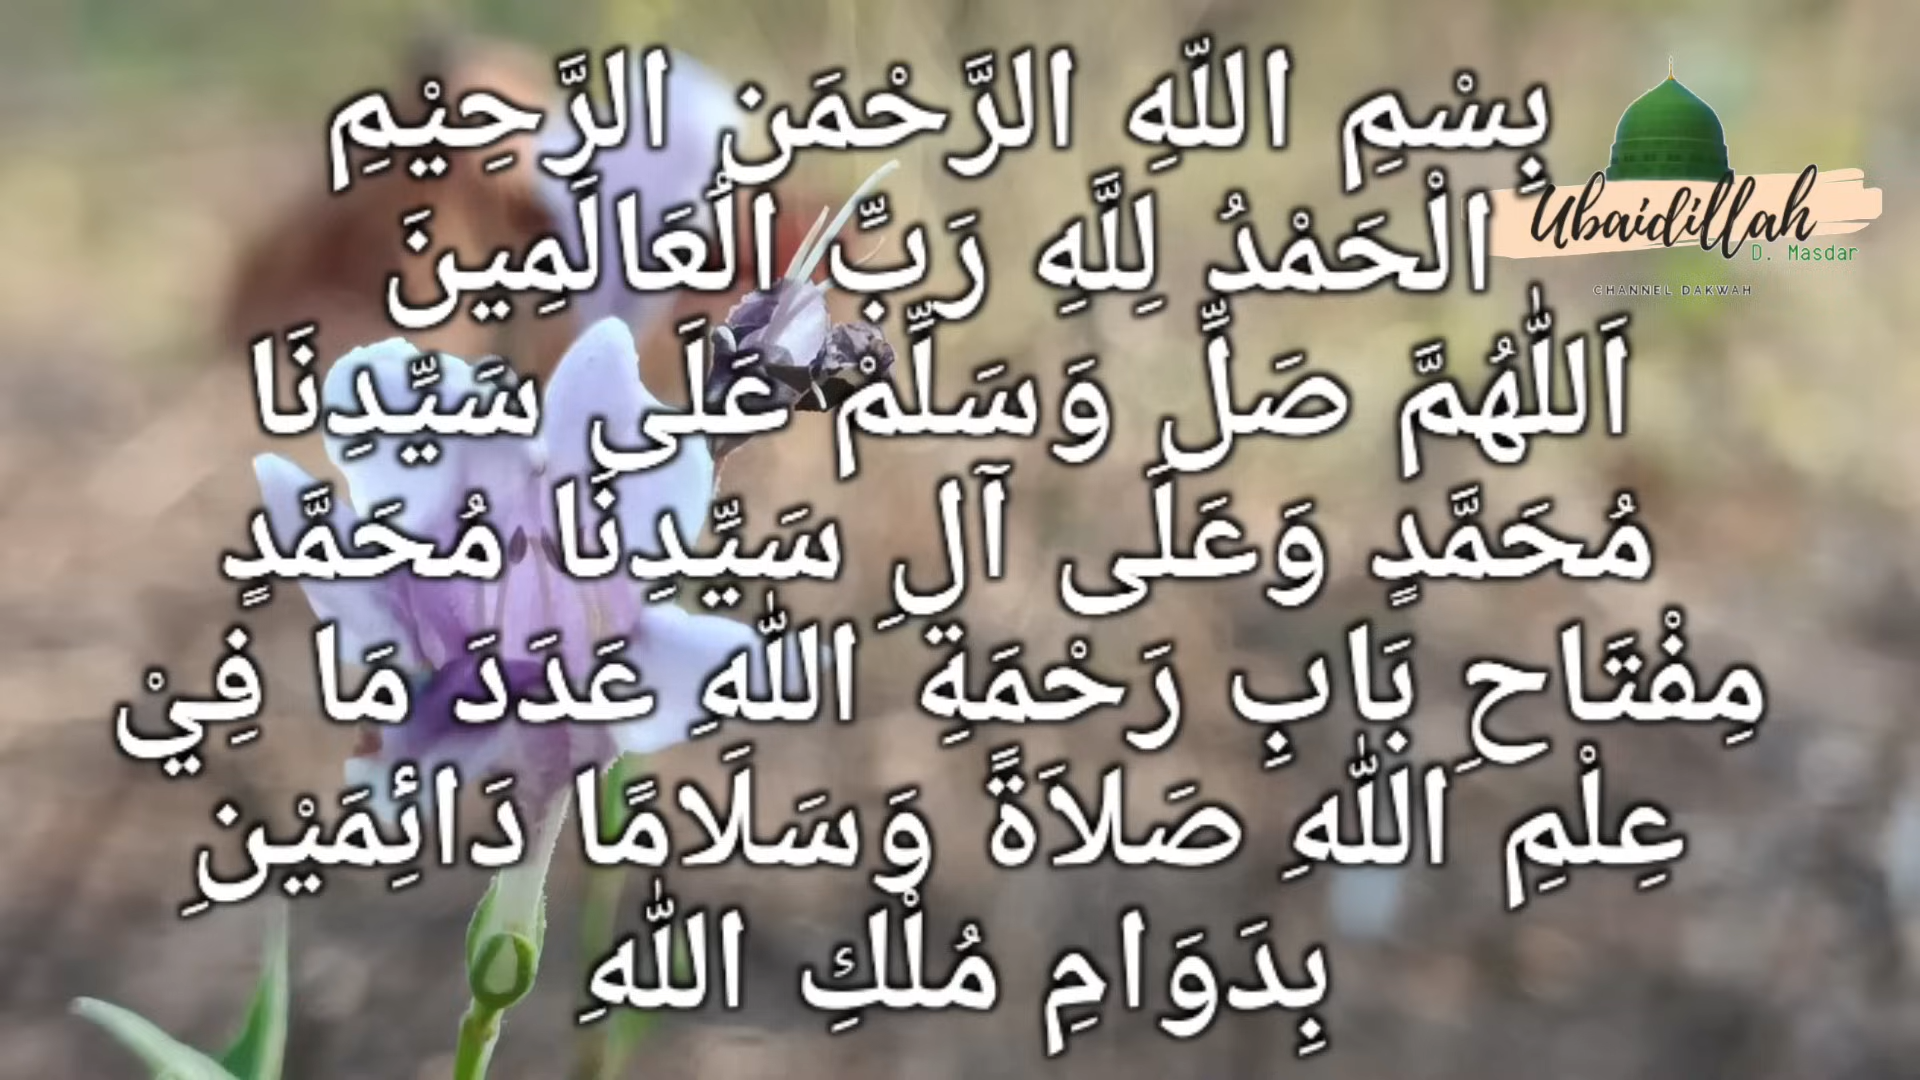 بِسْمِ اللّهِ الرَّحْمَنِ الرَّحِيْمِ
الْحَمْدُ لِلَّهِ رَبِّ الْعَالَمِينَ
اَللّٰهُمَّ صَلِّ وَسَلِّمْ عَلَى سَيِّدِنَا
مُحَمَّدٍ وَعَلَى آلِ سَيِّدِنَا مُحَمَّدٍ
مِفْتَاحِ بَابِ رَحْمَةِ اللّٰهِ عَدَدَ مَا فِيْ
عِلْمِ اللّٰهِ صَلاَةً وَسَلَامًا دَائِمَيْنِ
بِدَوَامِ مُلْكِ اللّٰهِ
Ubaidillah
D. Masdar
CHANNEL DAKWAH